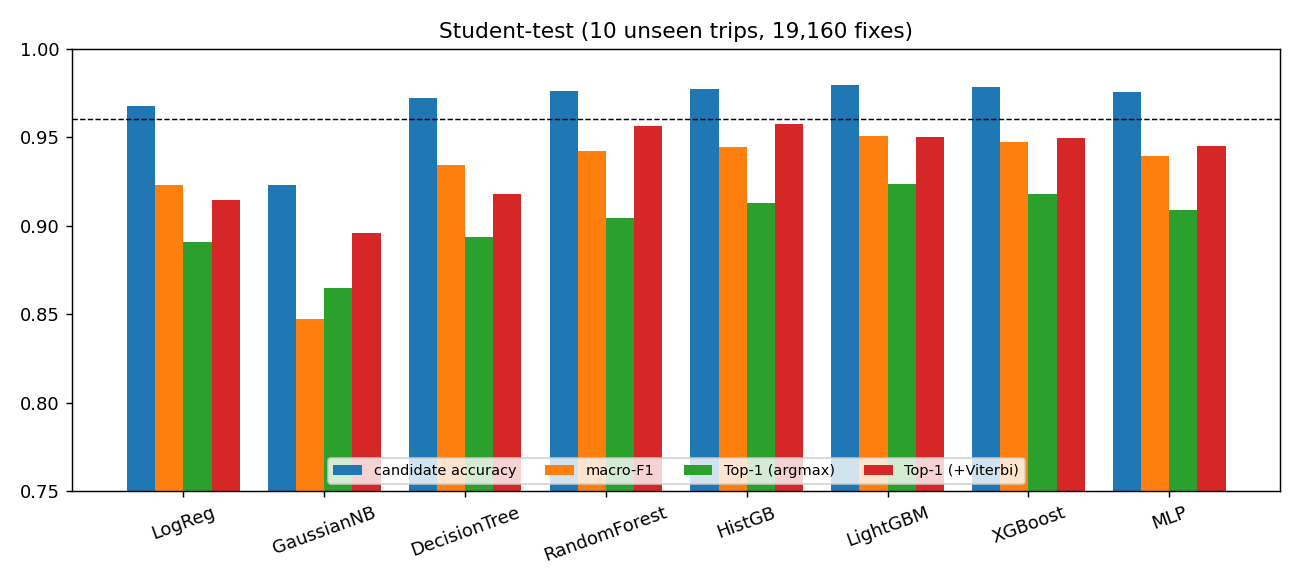 Student-test (10 unseen trips, 19,160 fixes)
1.00
0.95
0.90
0.85
0.80
0.75
candidate accuracy macro-F1 Top-1 (argmax) Top-1 (+Viterbi)
LogReg GaussianNB DecisionTree RandomForest HistGB LightGBM XGBoost MLP